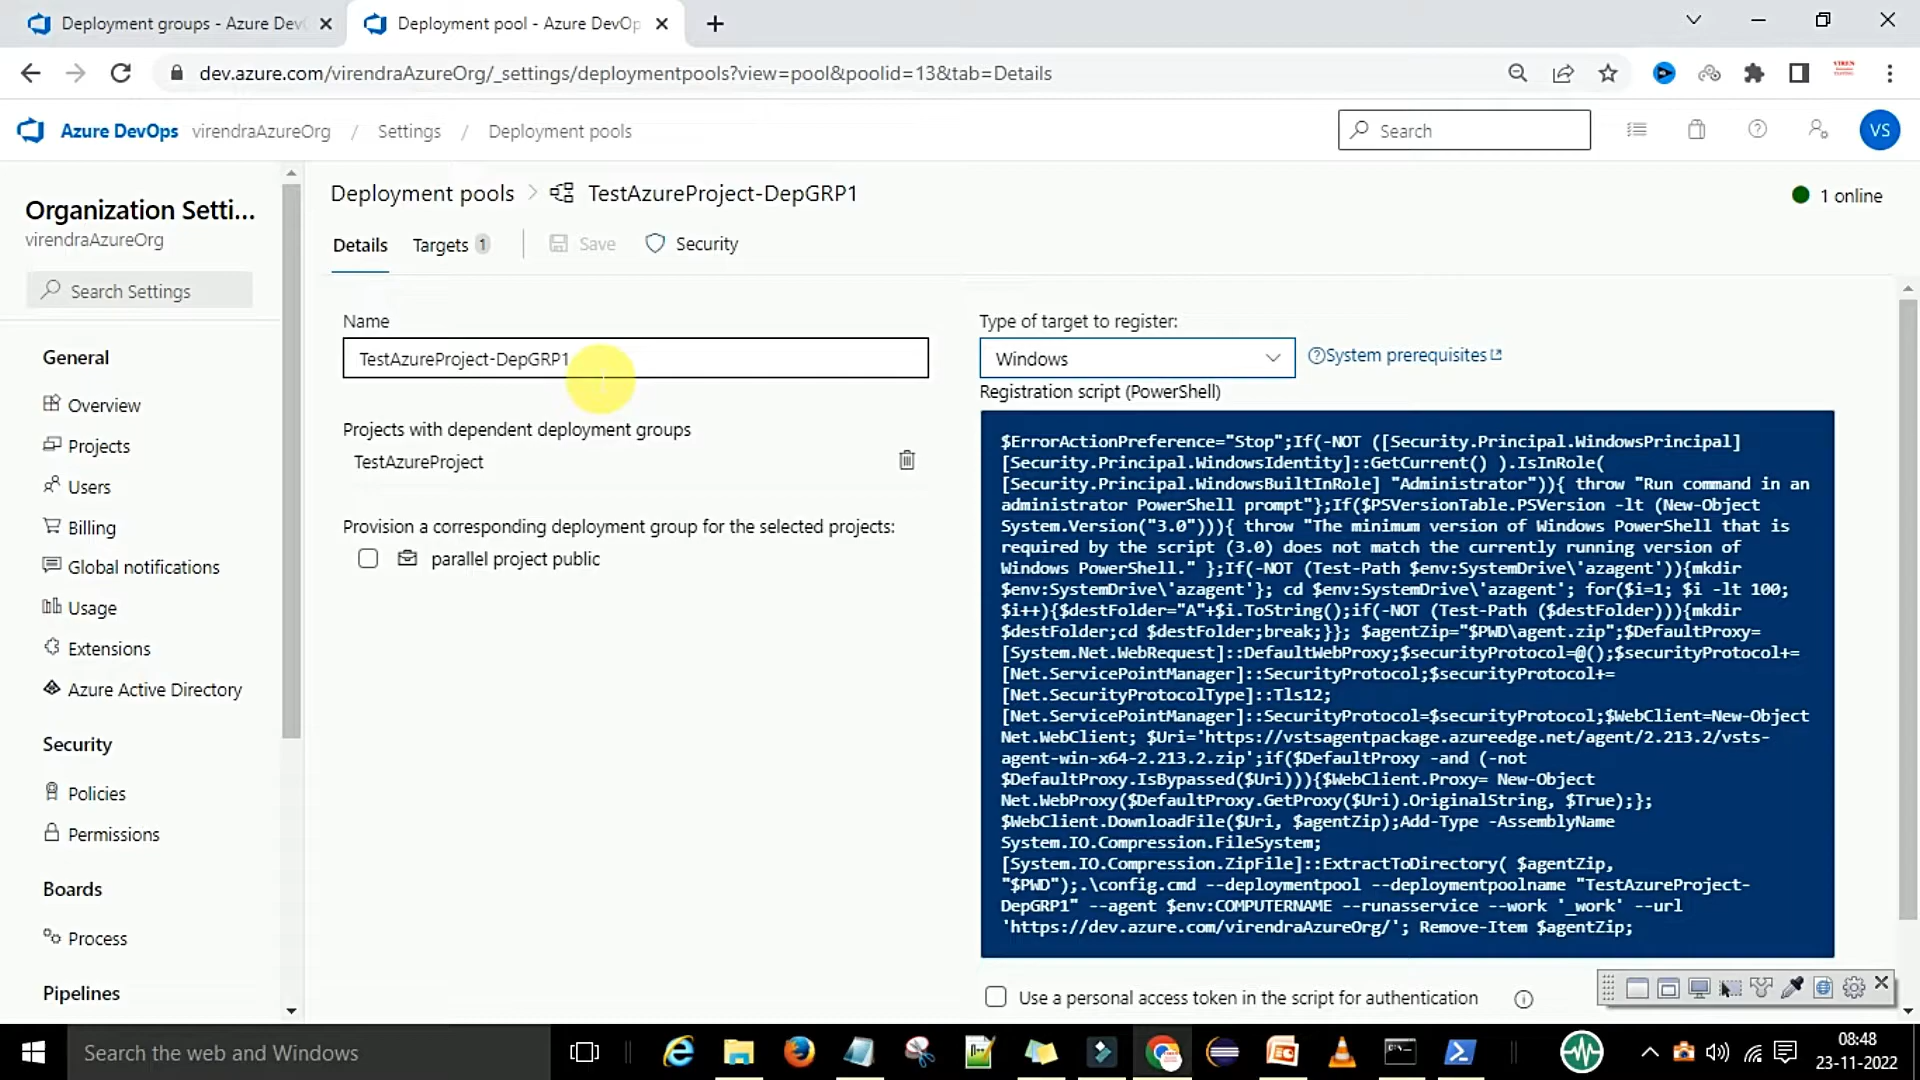 Deployment groups - Azure Dev
Deployment pool - Azure DevOp
dev.azure.com/virendraAzureOrg/_settings/deploymentpools?view=pool&poolid=13&tab=Details
Azure DevOps virendraAzureOrg / Settings / Deployment pools
Search
VS
Organization Setti...
virendraAzureOrg
Search Settings
General
Overview
Projects
Users
Billing
Global notifications
Usage
Extensions
Azure Active Directory
Security
Policies
Permissions
Boards
Process
Pipelines
Deployment pools > TestAzureProject-DepGRP1
1 online
Details Targets 1 Save Security
Name
TestAzureProject-DepGRP1
Projects with dependent deployment groups
TestAzureProject
Provision a corresponding deployment group for the selected projects:
parallel project public
Type of target to register:
Windows
System prerequisites
Registration script (PowerShell)
$ErrorActionPreference="Stop";If(-NOT ([Security.Principal.WindowsPrincipal]
[Security.Principal.WindowsIdentity]::GetCurrent() ).IsInRole(
[Security.Principal.WindowsBuiltInRole] "Administrator")){ throw "Run command in an
administrator PowerShell prompt"};If($PSVersionTable.PSVersion -lt (New-Object
System.Version("3.0"))){ throw "The minimum version of Windows PowerShell that is
required by the script (3.0) does not match the currently running version of
Windows PowerShell." };If(-NOT (Test-Path $env:SystemDrive\'azagent')){mkdir
$env:SystemDrive\'azagent'}; cd $env:SystemDrive\'azagent'; for($i=1; $i -lt 100;
$i++){$destFolder="A"+$i.ToString();if(-NOT (Test-Path ($destFolder))){mkdir
$destFolder;cd $destFolder;break;}}; $agentZip="$PWD\agent.zip";$DefaultProxy=
[System.Net.WebRequest]::DefaultWebProxy;$securityProtocol=@();$securityProtocol+=
[Net.ServicePointManager]::SecurityProtocol;$securityProtocol+=
[Net.SecurityProtocolType]::Tls12;
[Net.ServicePointManager]::SecurityProtocol=$securityProtocol;$WebClient=New-Object
Net.WebClient; $Uri='https://vstsagentpackage.azureedge.net/agent/2.213.2/vsts-
agent-win-x64-2.213.2.zip';if($DefaultProxy -and (-not
$DefaultProxy.IsBypassed($Uri))){$WebClient.Proxy= New-Object
Net.WebProxy($DefaultProxy.GetProxy($Uri).OriginalString, $True);};
$WebClient.DownloadFile($Uri, $agentZip);Add-Type -AssemblyName
System.IO.Compression.FileSystem;
[System.IO.Compression.ZipFile]::ExtractToDirectory( $agentZip,
"$PWD");.\config.cmd --deploymentpool --deploymentpoolname "TestAzureProject-
DepGRP1" --agent $env:COMPUTERNAME --runasservice --work '_work' --url
'https://dev.azure.com/virendraAzureOrg/'; Remove-Item $agentZip;
Use a personal access token in the script for authentication
Search the web and Windows
08:48
23-11-2022